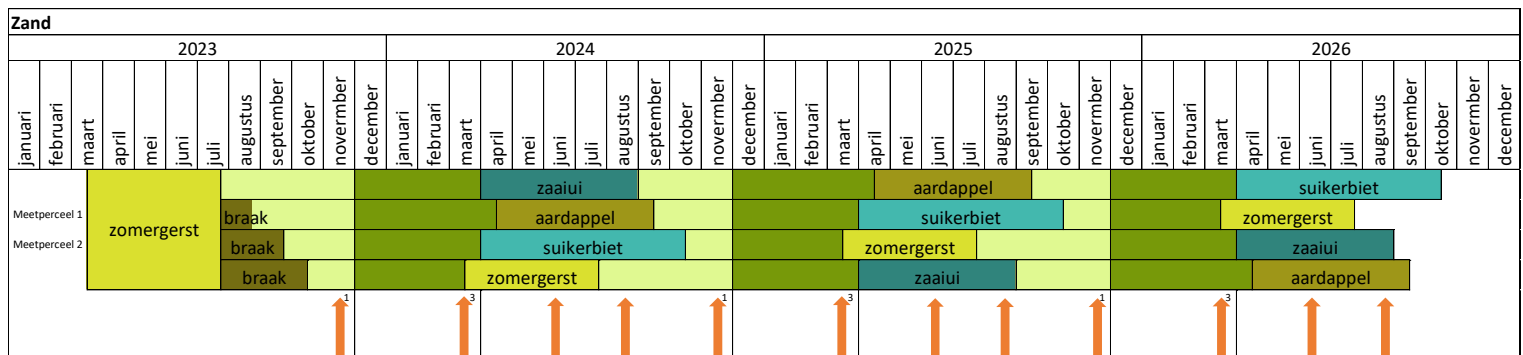 Zand
2023 2024 2025 2026
januari februari maart april mei juni juli augustus september oktober november december januari februari maart april mei juni juli augustus september oktober november december januari februari maart april mei juni juli augustus september oktober november december januari februari maart april mei juni juli augustus september oktober november december
zaaiui aardappel suikerbiet
Meetperceel 1 zomergerst braak aardappel suikerbiet zomergerst
Meetperceel 2 braak suikerbiet zomergerst zaaiui
braak zomergerst zaaiui aardappel
1 3 1 3 1 3